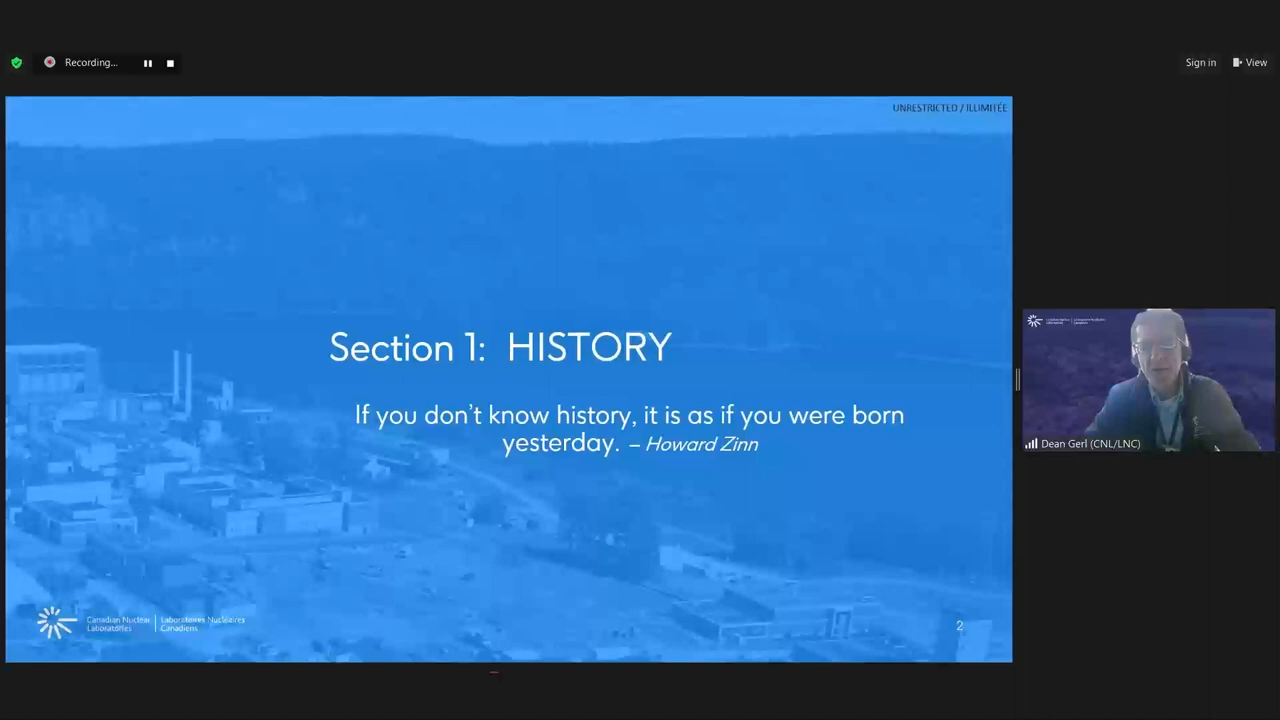 Recording...
Sign in
View
UNRESTRICTED / ILLIMITÉE
Section 1: HISTORY
If you don't know history, it is as if you were born
yesterday. – Howard Zinn
Canadian Nuclear
Laboratories
Laboratoires Nucléaires
Canadiens
2
Dean Gerl (CNL/LNC)